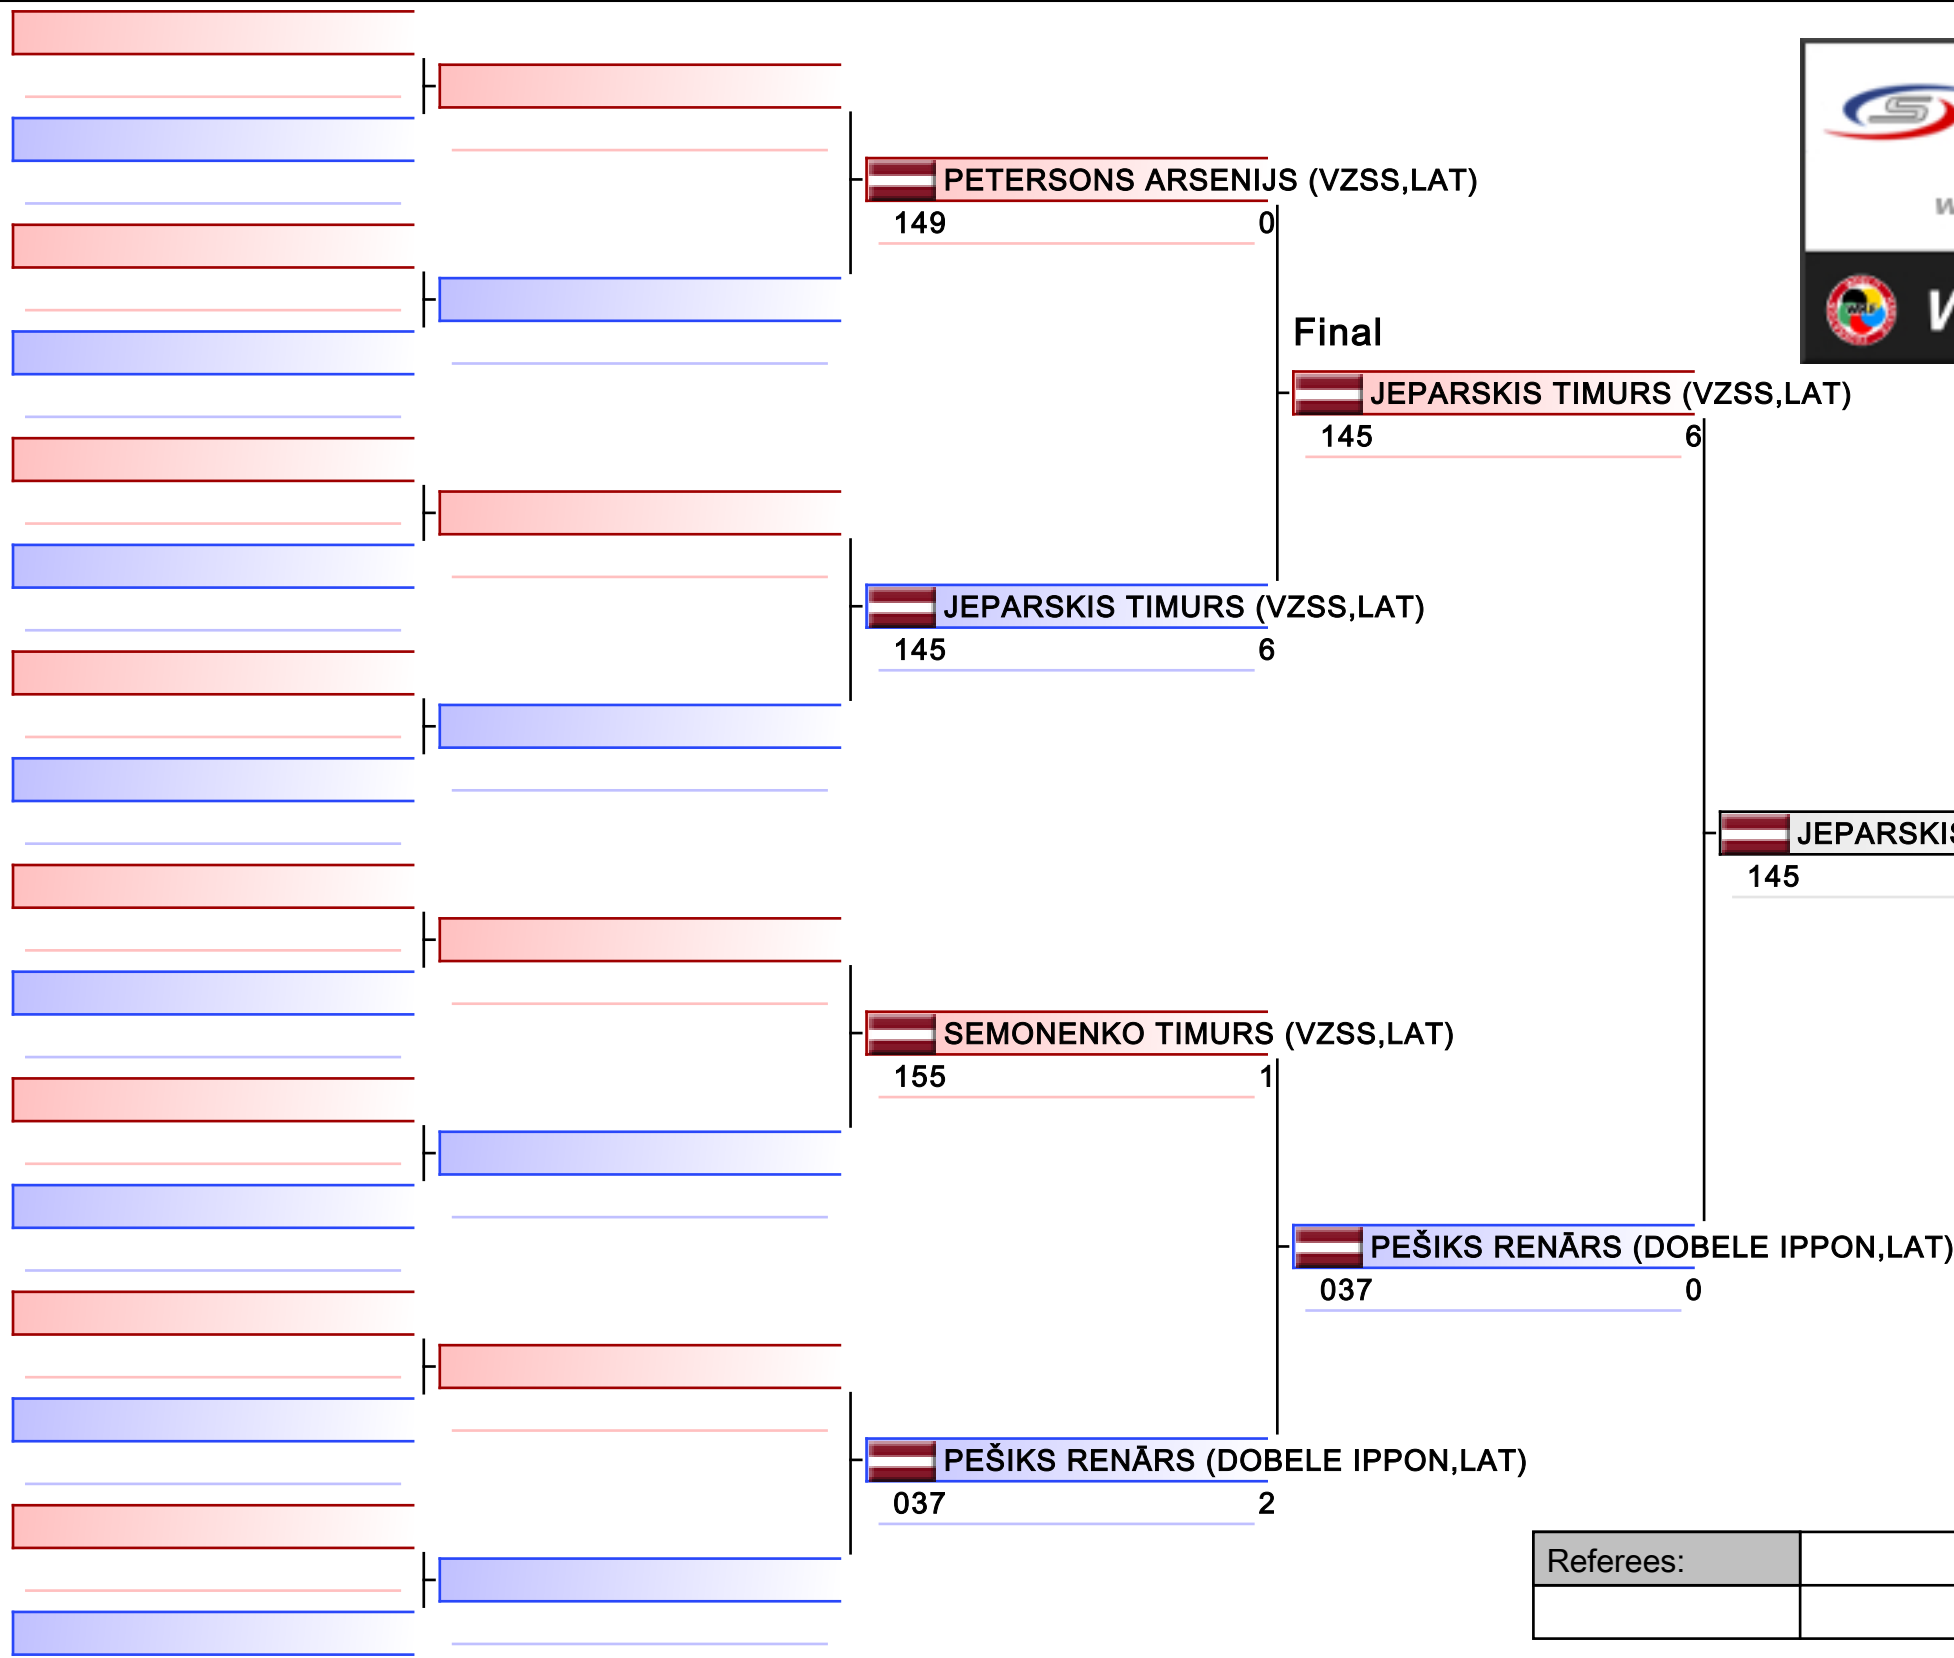 PETERSONS ARSENIJS (VZSS,LAT)
149 0
Final
JEPARSKIS TIMURS (VZSS,LAT)
145 6
JEPARSKIS TIMURS (VZSS,LAT)
145 6
JEPARSKIS
145
SEMONENKO TIMURS (VZSS,LAT)
155 1
PEŠIKS RENĀRS (DOBELE IPPON,LAT)
037 0
PEŠIKS RENĀRS (DOBELE IPPON,LAT)
037 2
Referees: